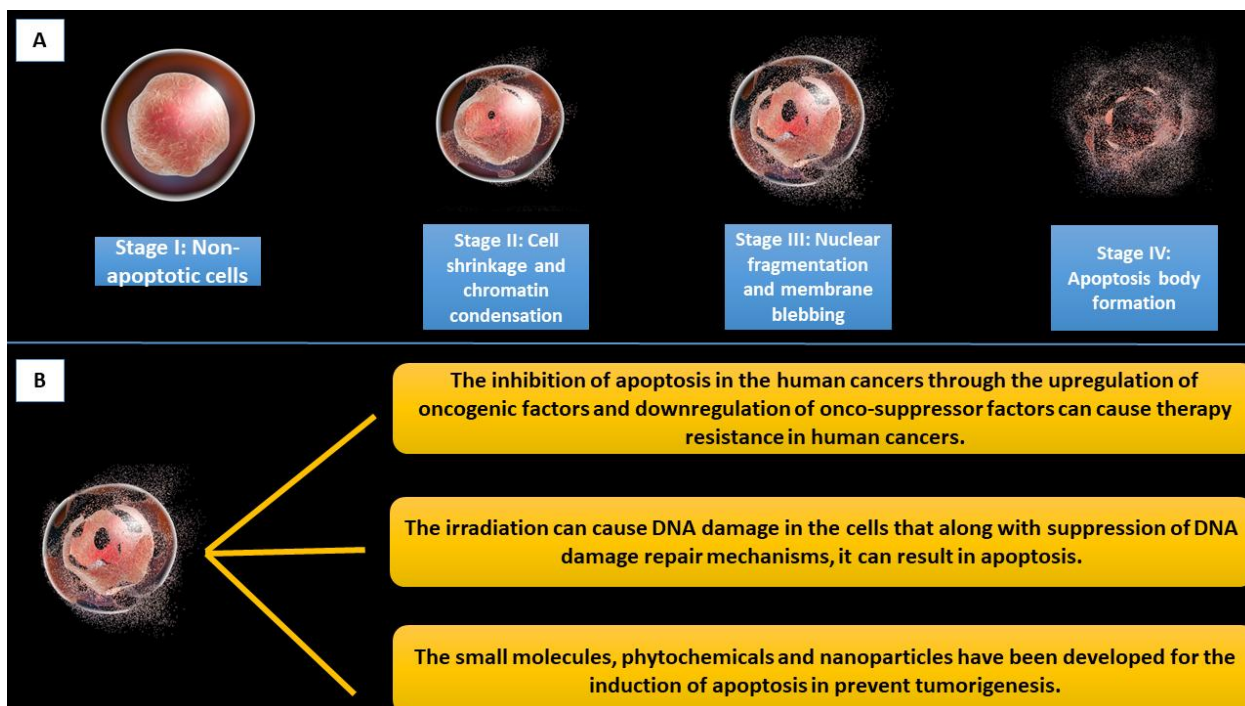 A
Stage I: Non-
apoptotic cells
Stage II: Cell
shrinkage and
chromatin
condensation
Stage III: Nuclear
fragmentation
and membrane
blebbing
Stage IV:
Apoptosis body
formation
B
The inhibition of apoptosis in the human cancers through the upregulation of
oncogenic factors and downregulation of onco-suppressor factors can cause therapy
resistance in human cancers.
The irradiation can cause DNA damage in the cells that along with suppression of DNA
damage repair mechanisms, it can result in apoptosis.
The small molecules, phytochemicals and nanoparticles have been developed for the
induction of apoptosis in prevent tumorigenesis.